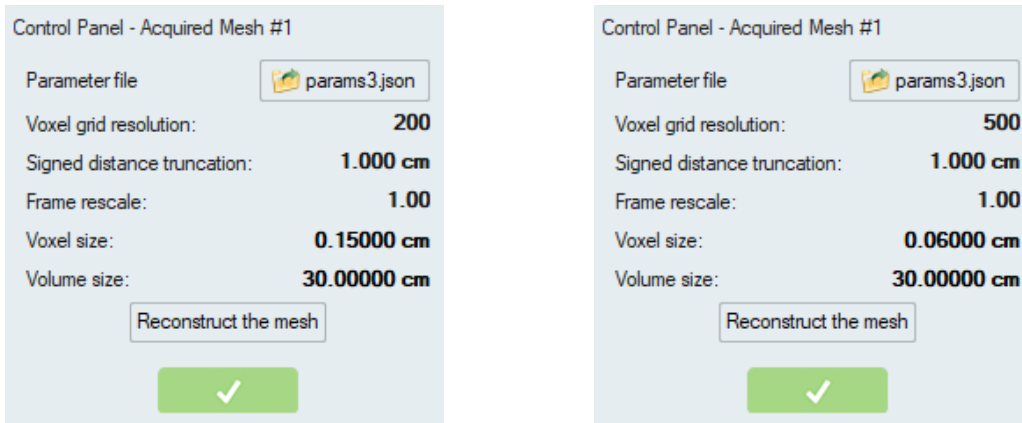 Control Panel - Acquired Mesh #1
Parameter file params3.json
Voxel grid resolution: 200
Signed distance truncation: 1.000 cm
Frame rescale: 1.00
Voxel size: 0.15000 cm
Volume size: 30.00000 cm
Reconstruct the mesh
Control Panel - Acquired Mesh #1
Parameter file params3.json
Voxel grid resolution: 500
Signed distance truncation: 1.000 cm
Frame rescale: 1.00
Voxel size: 0.06000 cm
Volume size: 30.00000 cm
Reconstruct the mesh